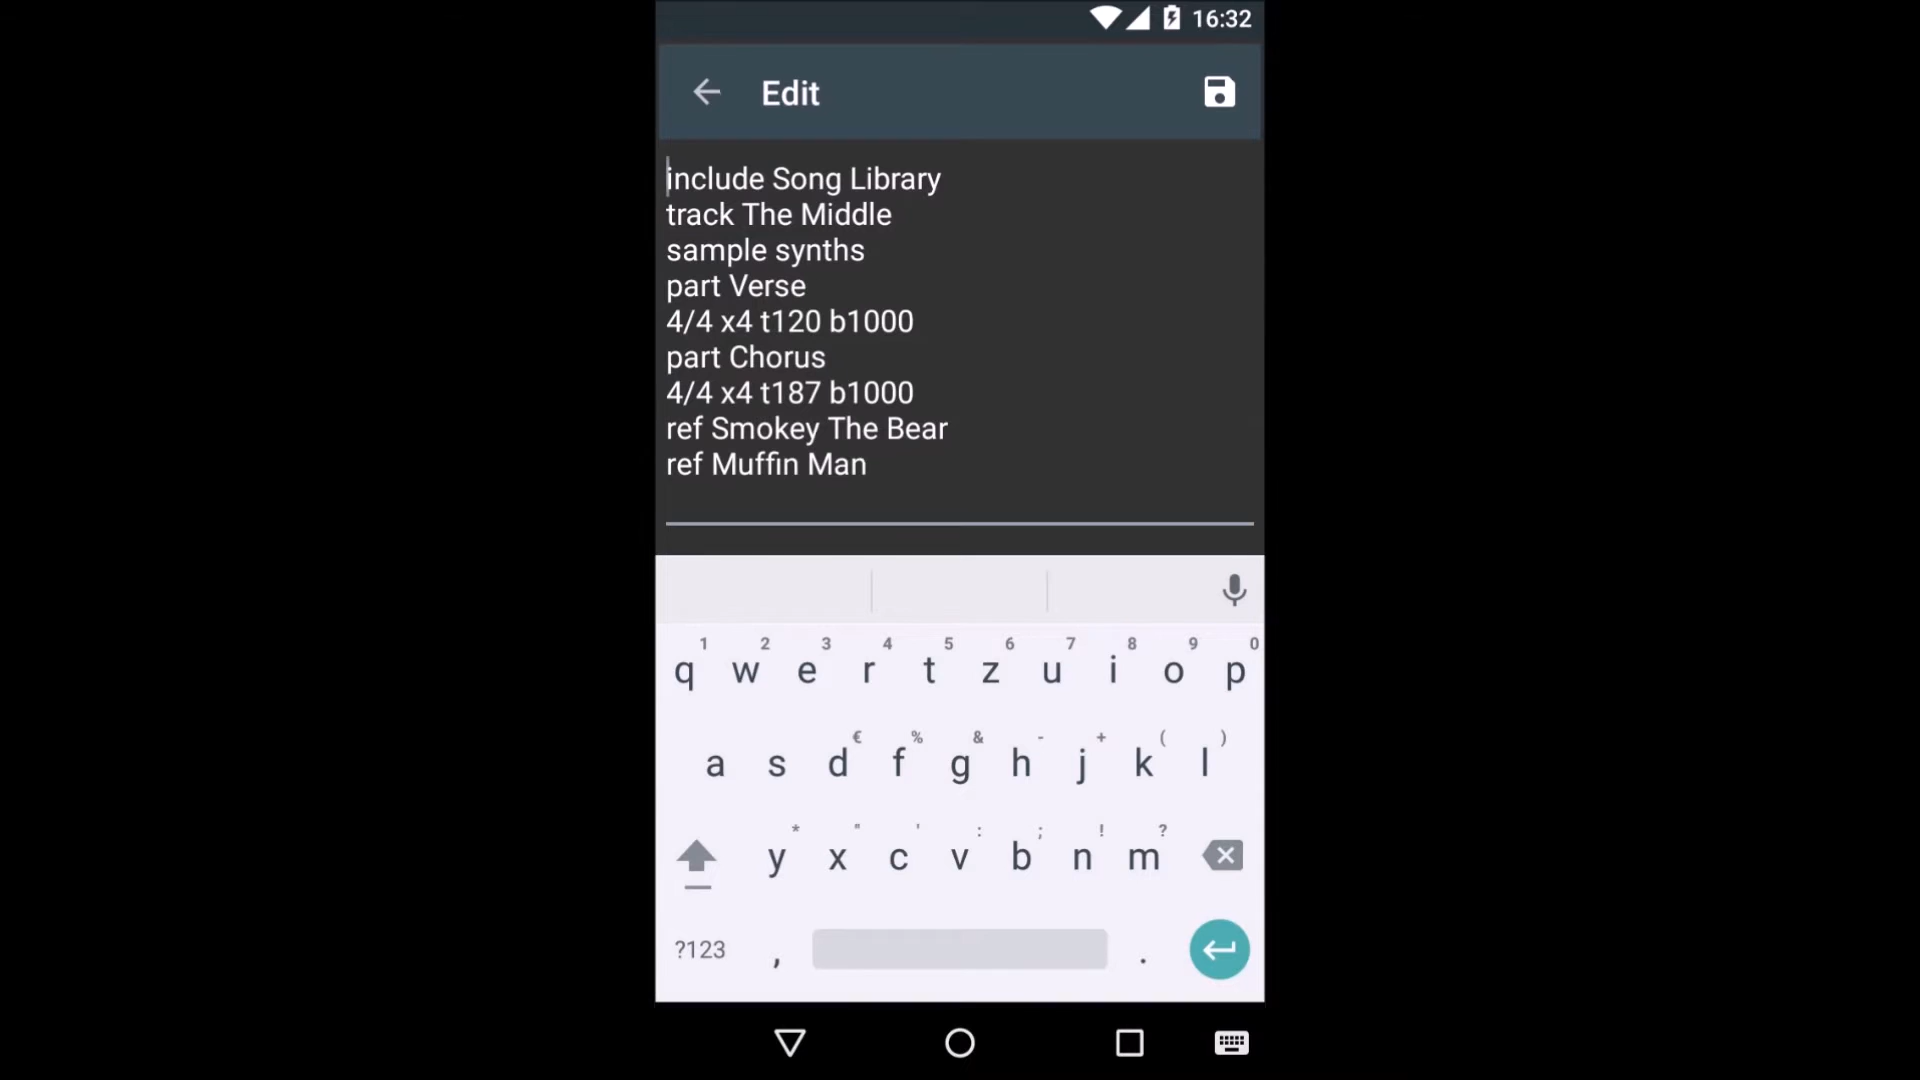 16:32
Edit
include Song Library
track The Middle
sample synths
part Verse
4/4 x4 t120 b1000
part Chorus
4/4 x4 t187 b1000
ref Smokey The Bear
ref Muffin Man
1 2 3 4 5 6 7 8 9 0
q w e r t z u i o p
€ % & - + ( )
a s d f g h j k l
* " ' : ; ! ?
y x c v b n m
?123 , .